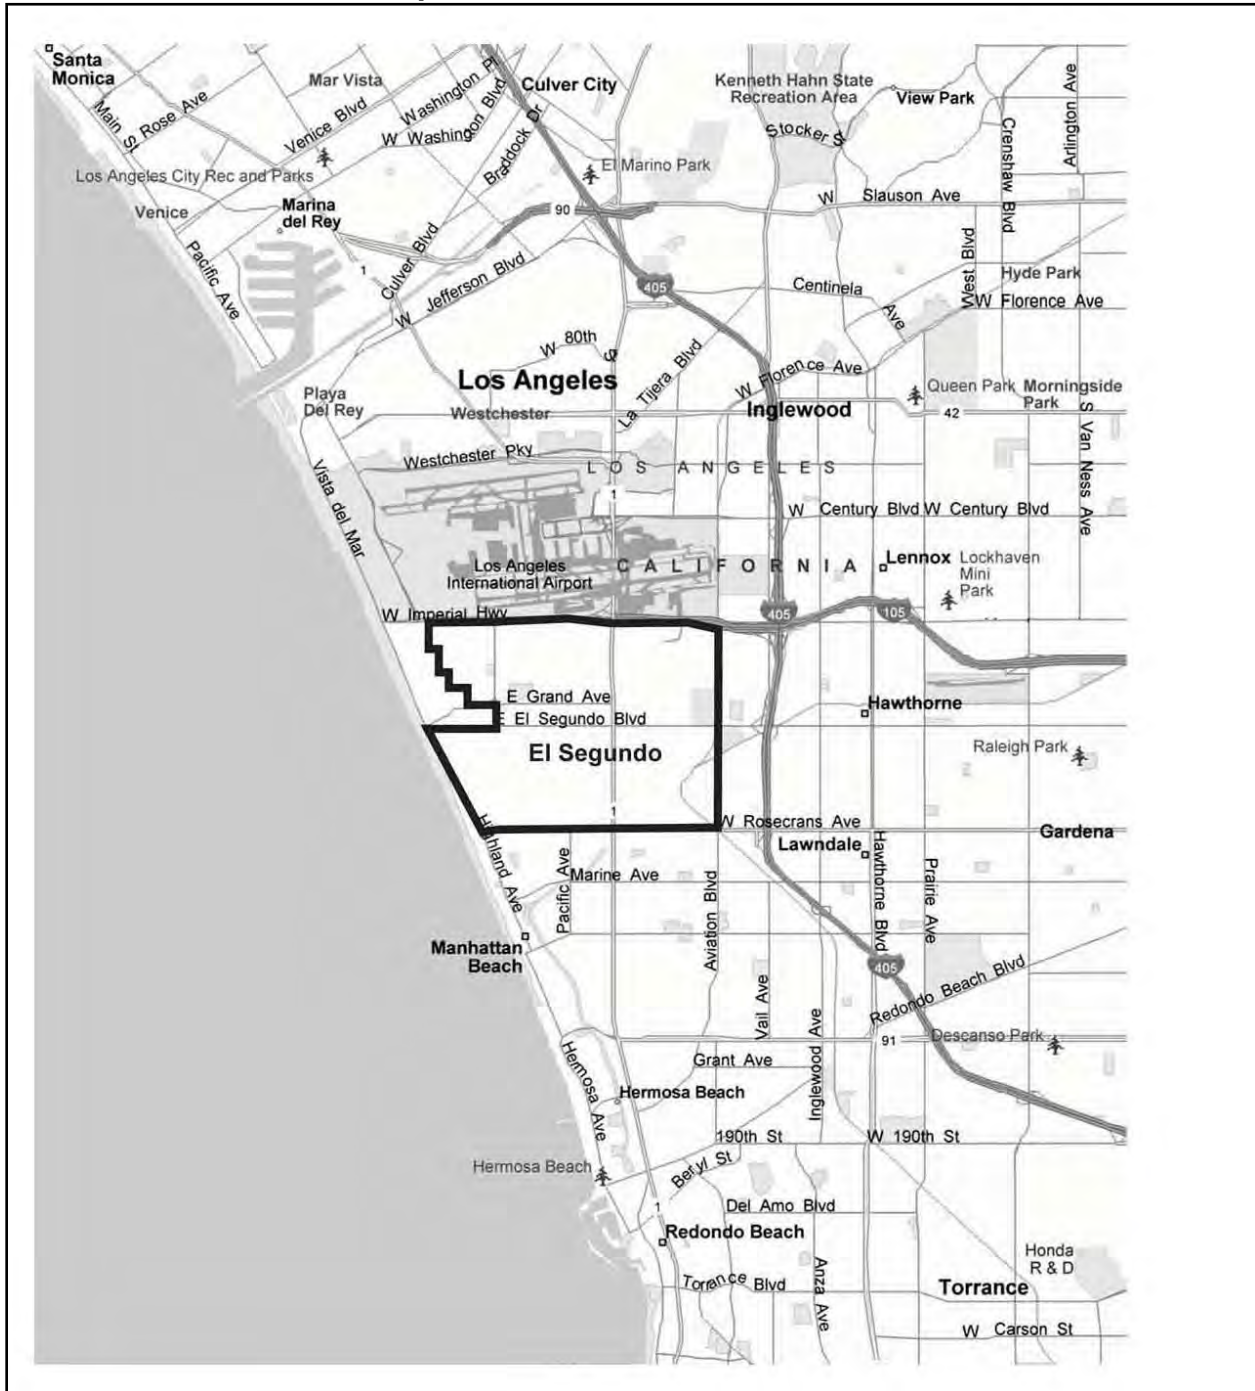 Santa
Monica
Main St
Rose Ave
Mar Vista
Venice Blvd
Washington Pl
W Washington Blvd
Culver City
Braddock Dr
Kenneth Hahn State
Recreation Area
View Park
Stocker St
Crenshaw Blvd
Arlington Ave
Los Angeles City Rec and Parks
El Marino Park
Venice
Marina
del Rey
90
W Slauson Ave
Pacific Ave
1
Culver Blvd
W Jefferson Blvd
405
Centinela
Ave
West Blvd
Hyde Park
W Florence Ave
W 80th
S
La Tijera Blvd
W Florence Ave
Los Angeles
Playa
Del Rey
Westchester
Inglewood
Queen Park
Morningside
Park
42
S Van Ness Ave
Westchester Pky
LOS ANGELES
Vista del Mar
1
W Century Blvd
W Century Blvd
Los Angeles
International Airport
CALIFORNIA
Lennox
Lockhaven
Mini
Park
W Imperial Hwy
405
105
E Grand Ave
E El Segundo Blvd
El Segundo
Hawthorne
Raleigh Park
1
W Rosecrans Ave
Gardena
Lawndale
Highland Ave
Pacific Ave
Marine Ave
Aviation Blvd
Hawthorne Blvd
Prairie Ave
Manhattan
Beach
405
Redondo Beach Blvd
Vail Ave
Inglewood Ave
91
Descanso Park
Hermosa Ave
Grant Ave
Hermosa Beach
190th St
W 190th St
Hermosa Beach
Beryl St
1
Del Amo Blvd
Redondo Beach
Honda
R & D
Torrance Blvd
Anza Ave
Torrance
W Carson St